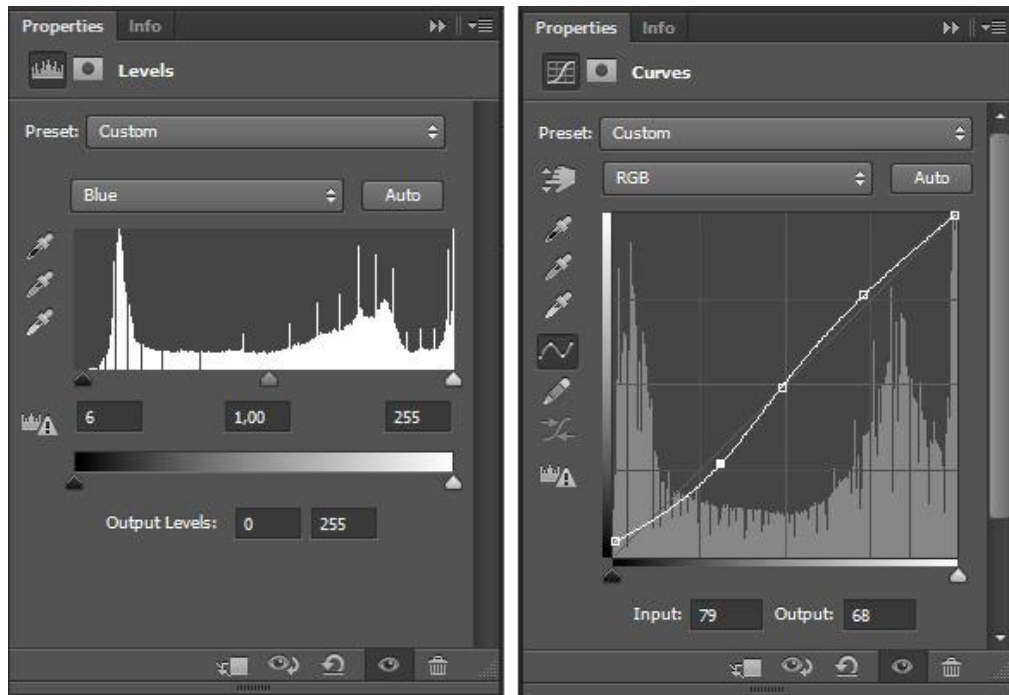 Properties Info
Levels
Preset: Custom
Blue Auto
6 1,00 255
Output Levels: 0 255
Properties Info
Curves
Preset: Custom
RGB Auto
Input: 79 Output: 68